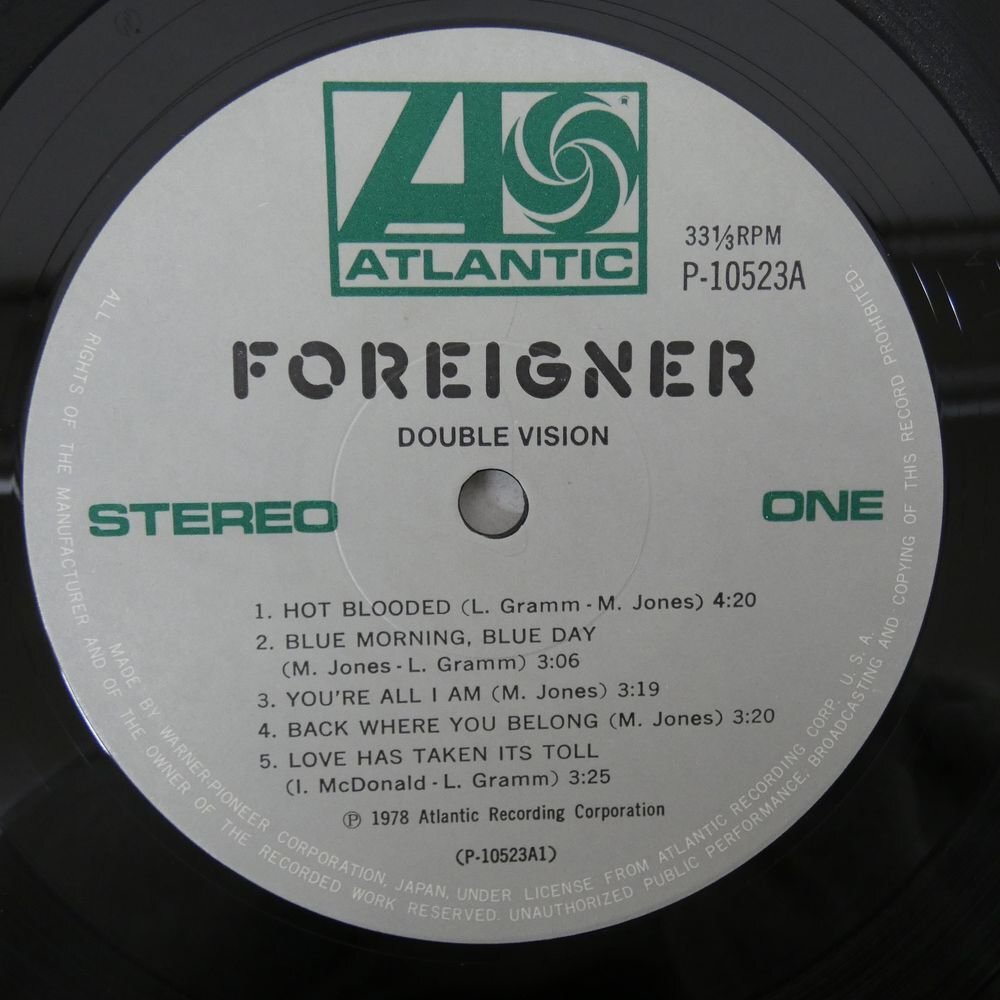 ATLANTIC
®
33⅓RPM
P-10523A
FOREIGNER
DOUBLE VISION
STEREO
ONE
1. HOT BLOODED (L. Gramm - M. Jones) 4:20
2. BLUE MORNING, BLUE DAY
(M. Jones - L. Gramm) 3:06
3. YOU'RE ALL I AM (M. Jones) 3:19
4. BACK WHERE YOU BELONG (M. Jones) 3:20
5. LOVE HAS TAKEN ITS TOLL
(I. McDonald - L. Gramm) 3:25
Ⓟ 1978 Atlantic Recording Corporation
(P-10523A1)
MADE BY WARNER-PIONEER CORPORATION, JAPAN, UNDER LICENSE FROM ATLANTIC RECORDING CORP. U. S. A.
ALL RIGHTS OF THE MANUFACTURER AND OF THE OWNER OF THE RECORDED WORK RESERVED. UNAUTHORIZED PUBLIC PERFORMANCE, BROADCASTING AND COPYING OF THIS RECORD PROHIBITED.